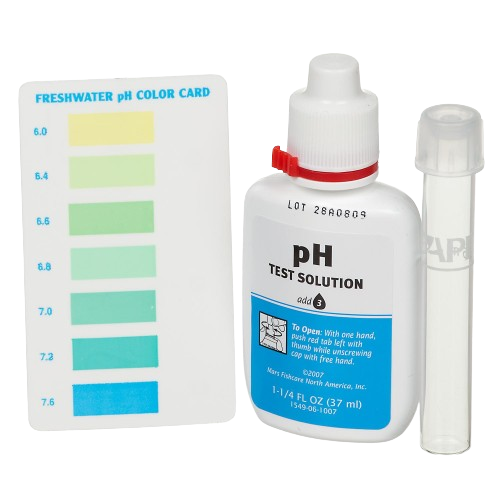 FRESHWATER pH COLOR CARD
6.0
6.4
6.6
6.8
7.0
7.2
7.6
LOT 28A0809
pH
TEST SOLUTION
add 3
To Open: With one hand,
push red tab left with
thumb while unscrewing
cap with free hand.
©2007
Mars Fishcare North America, Inc.
1-1/4 FL OZ (37 ml)
1549-06-1007
API